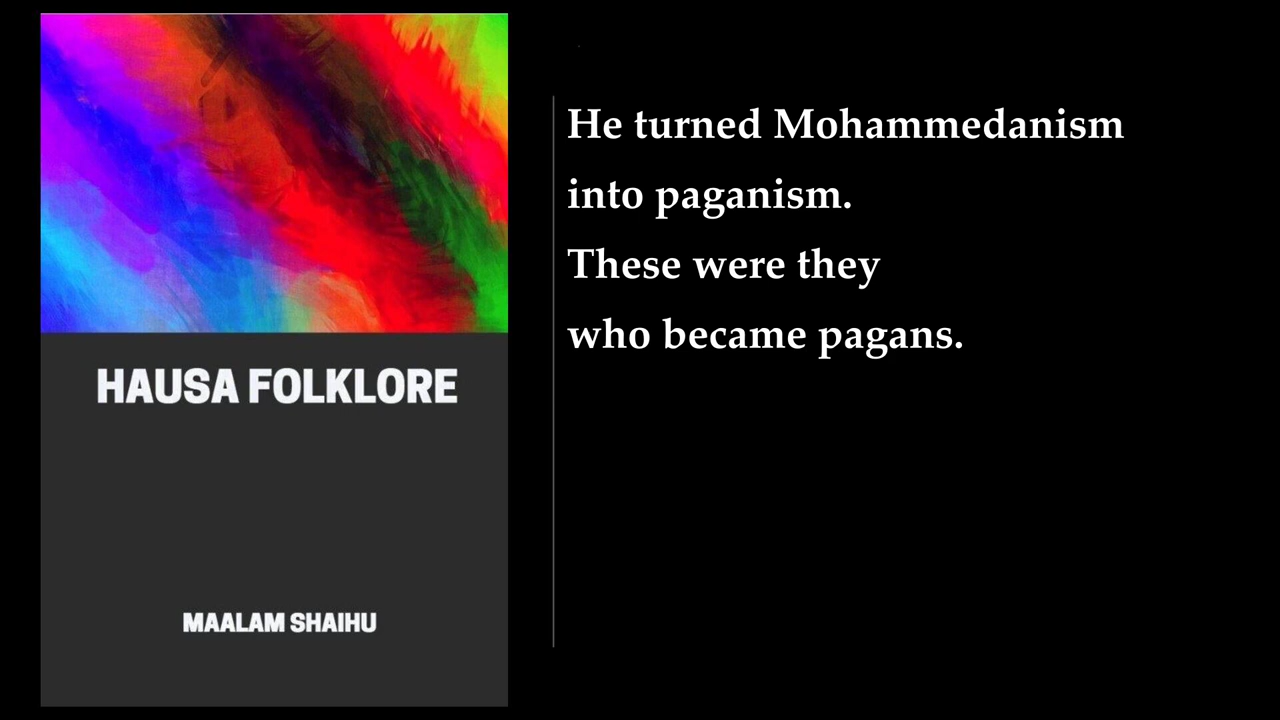 HAUSA FOLKLORE
MAALAM SHAIHU
He turned Mohammedanism
into paganism.
These were they
who became pagans.